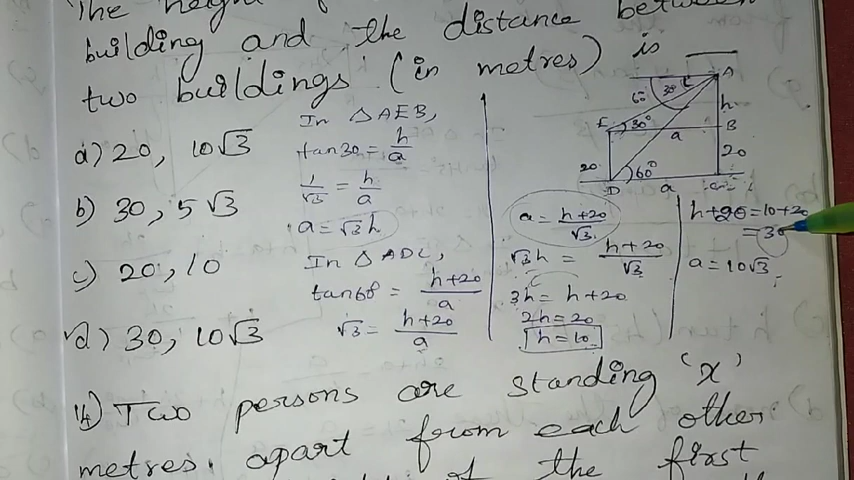 The height
building and the distance between
two buildings (in metres) is
a) 20, 10√3
b) 30, 5√3
c) 20, 10
d) 30, 10√3
In △AEB,
tan30 = h/a
1/√3 = h/a
a = √3 h
In △ADC,
tan60 = h+20/a
√3 = h+20/a
a = h+20/√3
√3h = h+20/√3
3h = h+20
2h = 20
h = 10
A
60 30
h
E 30° B
a
20 20
60°
D a C
h+20 = 10+20
= 30
a = 10√3
14) Two persons are standing 'x'
metres apart from each other
of the first